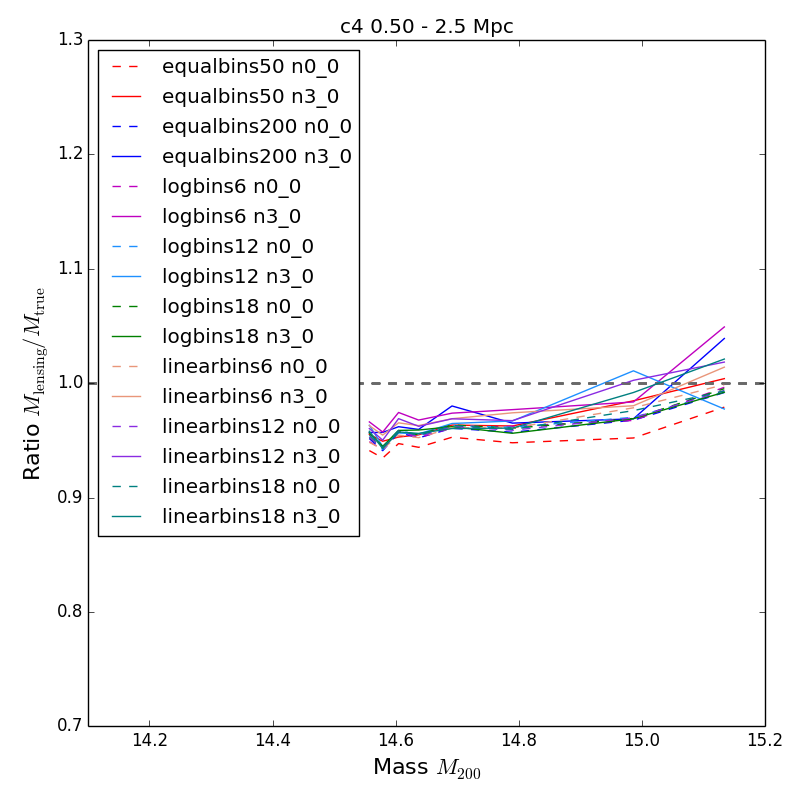 c4 0.50 - 2.5 Mpc
1.3
equalbins50 n0_0
equalbins50 n3_0
equalbins200 n0_0
equalbins200 n3_0
logbins6 n0_0
logbins6 n3_0
logbins12 n0_0
logbins12 n3_0
logbins18 n0_0
logbins18 n3_0
linearbins6 n0_0
linearbins6 n3_0
linearbins12 n0_0
linearbins12 n3_0
linearbins18 n0_0
linearbins18 n3_0
1.2
1.1
1.0
0.9
0.8
0.7
Ratio M_lensing/M_true
14.2 14.4 14.6 14.8 15.0 15.2
Mass M_200